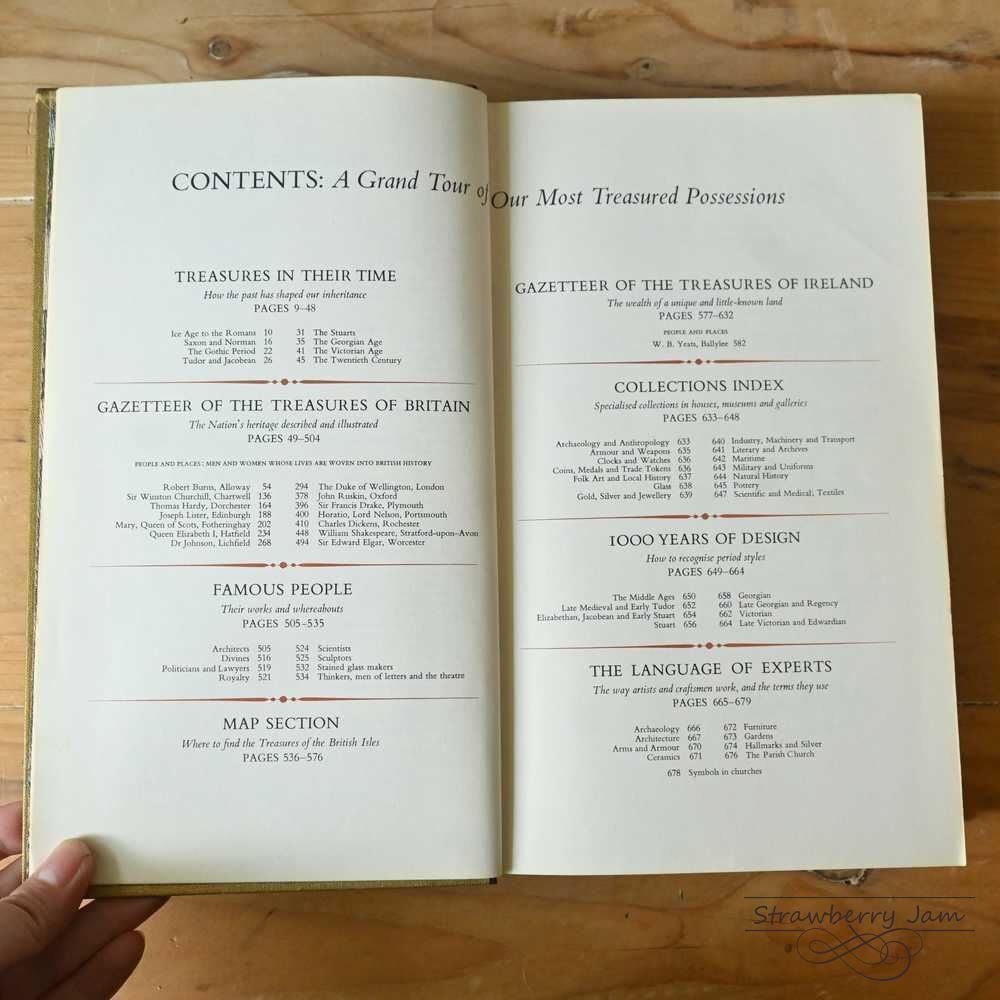 CONTENTS: A Grand Tour of Our Most Treasured Possessions
TREASURES IN THEIR TIME
How the past has shaped our inheritance
PAGES 9–48
Ice Age to the Romans 10 31 The Stuarts
Saxon and Norman 16 35 The Georgian Age
The Gothic Period 22 41 The Victorian Age
Tudor and Jacobean 26 45 The Twentieth Century
GAZETTEER OF THE TREASURES OF BRITAIN
The Nation's heritage described and illustrated
PAGES 49–504
PEOPLE AND PLACES: MEN AND WOMEN WHOSE LIVES ARE WOVEN INTO BRITISH HISTORY
Robert Burns, Alloway 54 294 The Duke of Wellington, London
Sir Winston Churchill, Chartwell 136 378 John Ruskin, Oxford
Thomas Hardy, Dorchester 164 396 Sir Francis Drake, Plymouth
Joseph Lister, Edinburgh 188 400 Horatio, Lord Nelson, Portsmouth
Mary, Queen of Scots, Fotheringhay 202 410 Charles Dickens, Rochester
Queen Elizabeth I, Hatfield 234 448 William Shakespeare, Stratford-upon-Avon
Dr Johnson, Lichfield 268 494 Sir Edward Elgar, Worcester
FAMOUS PEOPLE
Their works and whereabouts
PAGES 505–535
Architects 505 524 Scientists
Divines 516 525 Sculptors
Politicians and Lawyers 519 532 Stained glass makers
Royalty 521 534 Thinkers, men of letters and the theatre
MAP SECTION
Where to find the Treasures of the British Isles
PAGES 536–576
GAZETTEER OF THE TREASURES OF IRELAND
The wealth of a unique and little-known land
PAGES 577–632
PEOPLE AND PLACES
W. B. Yeats, Ballylee 582
COLLECTIONS INDEX
Specialised collections in houses, museums and galleries
PAGES 633–648
Archaeology and Anthropology 633 640 Industry, Machinery and Transport
Armour and Weapons 635 641 Literary and Archives
Clocks and Watches 636 642 Maritime
Coins, Medals and Trade Tokens 636 643 Military and Uniforms
Folk Art and Local History 637 644 Natural History
Glass 638 645 Pottery
Gold, Silver and Jewellery 639 647 Scientific and Medical; Textiles
1000 YEARS OF DESIGN
How to recognise period styles
PAGES 649–664
The Middle Ages 650 658 Georgian
Late Medieval and Early Tudor 652 660 Late Georgian and Regency
Elizabethan, Jacobean and Early Stuart 654 662 Victorian
Stuart 656 664 Late Victorian and Edwardian
THE LANGUAGE OF EXPERTS
The way artists and craftsmen work, and the terms they use
PAGES 665–679
Archaeology 666 672 Furniture
Architecture 667 673 Gardens
Arms and Armour 670 674 Hallmarks and Silver
Ceramics 671 676 The Parish Church
678 Symbols in churches
Strawberry Jam